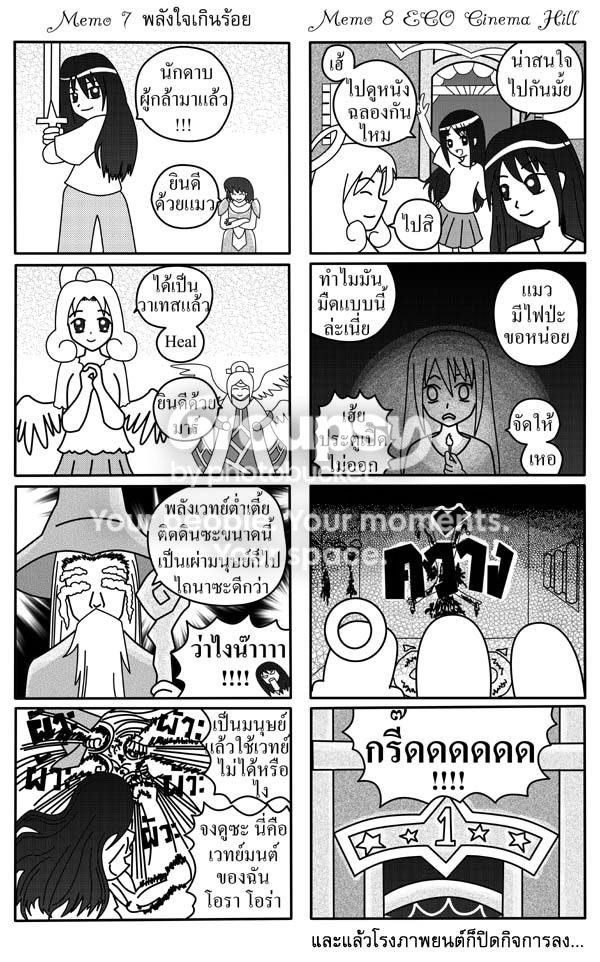 Memo 7 พลังใจเกินร้อย
นักดาบ
ผู้กล้ามาแล้ว
!!!
ยินดี
ด้วยแมว
ได้เป็น
วาเทสแล้ว
Heal
ยินดีด้วย
มาร์
พลังเวทย์ต่ำเตี้ย
ติดดินซะขนาดนี้
เป็นเผ่ามนุษย์ก็ไป
ไถนาซะดีกว่า
ว่าไงน๊าาาา
!!!!
ผัวะ
ผัวะ
ผัวะ
ผัวะ
ผัวะ
เป็นมนุษย์
แล้วใช้เวทย์
ไม่ได้หรือ
ไง
จงดูซะ นี่คือ
เวทย์มนต์
ของฉัน
โอรา โอร่า
Memo 8 ECO Cinema Hill
เฮ้
ไปดูหนัง
ฉลองกัน
ไหม
น่าสนใจ
ไปกันมั้ย
ไปสิ
ทำไมมัน
มืดแบบนี้
ล่ะเนี่ย
แมว
มีไฟป่ะ
ขอหน่อย
เฮ้ย
ประตูเปิด
ไม่ออก
จัดให้
เหอ
คว้าง
กรี๊ดดดดดด
!!!!
1
และแล้วโรงภาพยนต์ก็ปิดกิจการลง...
by photobucket
Your people. Your moments.
Your space.